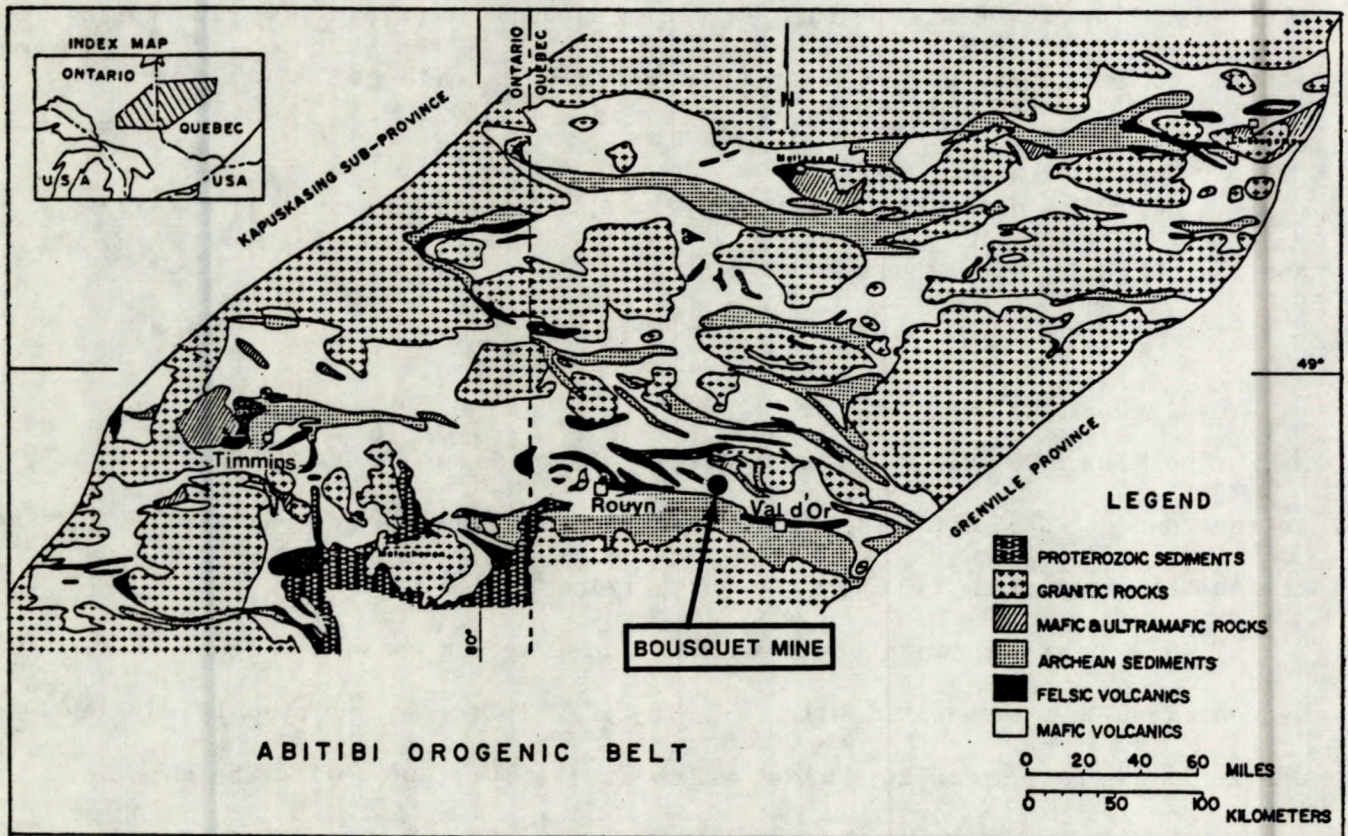 INDEX MAP
ONTARIO
QUEBEC
USA
USA
KAPUSKASING SUB-PROVINCE
ONTARIO
QUEBEC
N
49°
Timmins
Rouyn
Val d'Or
GRENVILLE PROVINCE
80°
BOUSQUET MINE
ABITIBI OROGENIC BELT
LEGEND
PROTEROZOIC SEDIMENTS
GRANITIC ROCKS
MAFIC & ULTRAMAFIC ROCKS
ARCHEAN SEDIMENTS
FELSIC VOLCANICS
MAFIC VOLCANICS
0 20 60 MILES
0 50 100
KILOMETERS